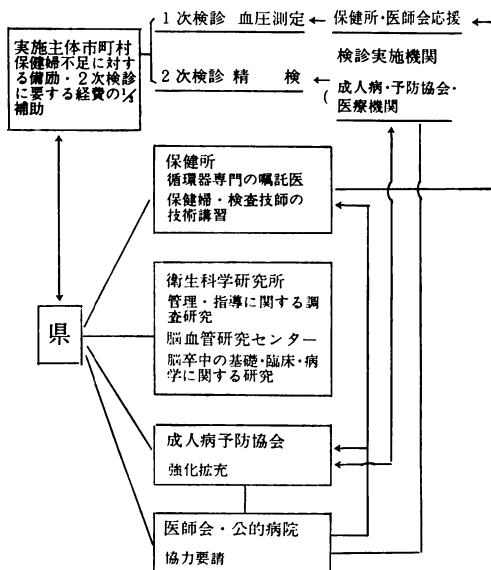 1次検診 血圧測定
保健所・医師会応援
実施主体市町村
保健婦不足に対す
る備励・2次検診
に要する経費の1/3
補助
検診実施機関
2次検診 精 検
成人病・予防協会・
医療機関
保健所
循環器専門の嘱託医
保健婦・検査技師の
技術講習
衛生科学研究所
管理・指導に関する調
査研究
脳血管研究センター
脳卒中の基礎・臨床・病
学に関する研究
県
成人病予防協会
強化拡充
医師会・公的病院
協力要請